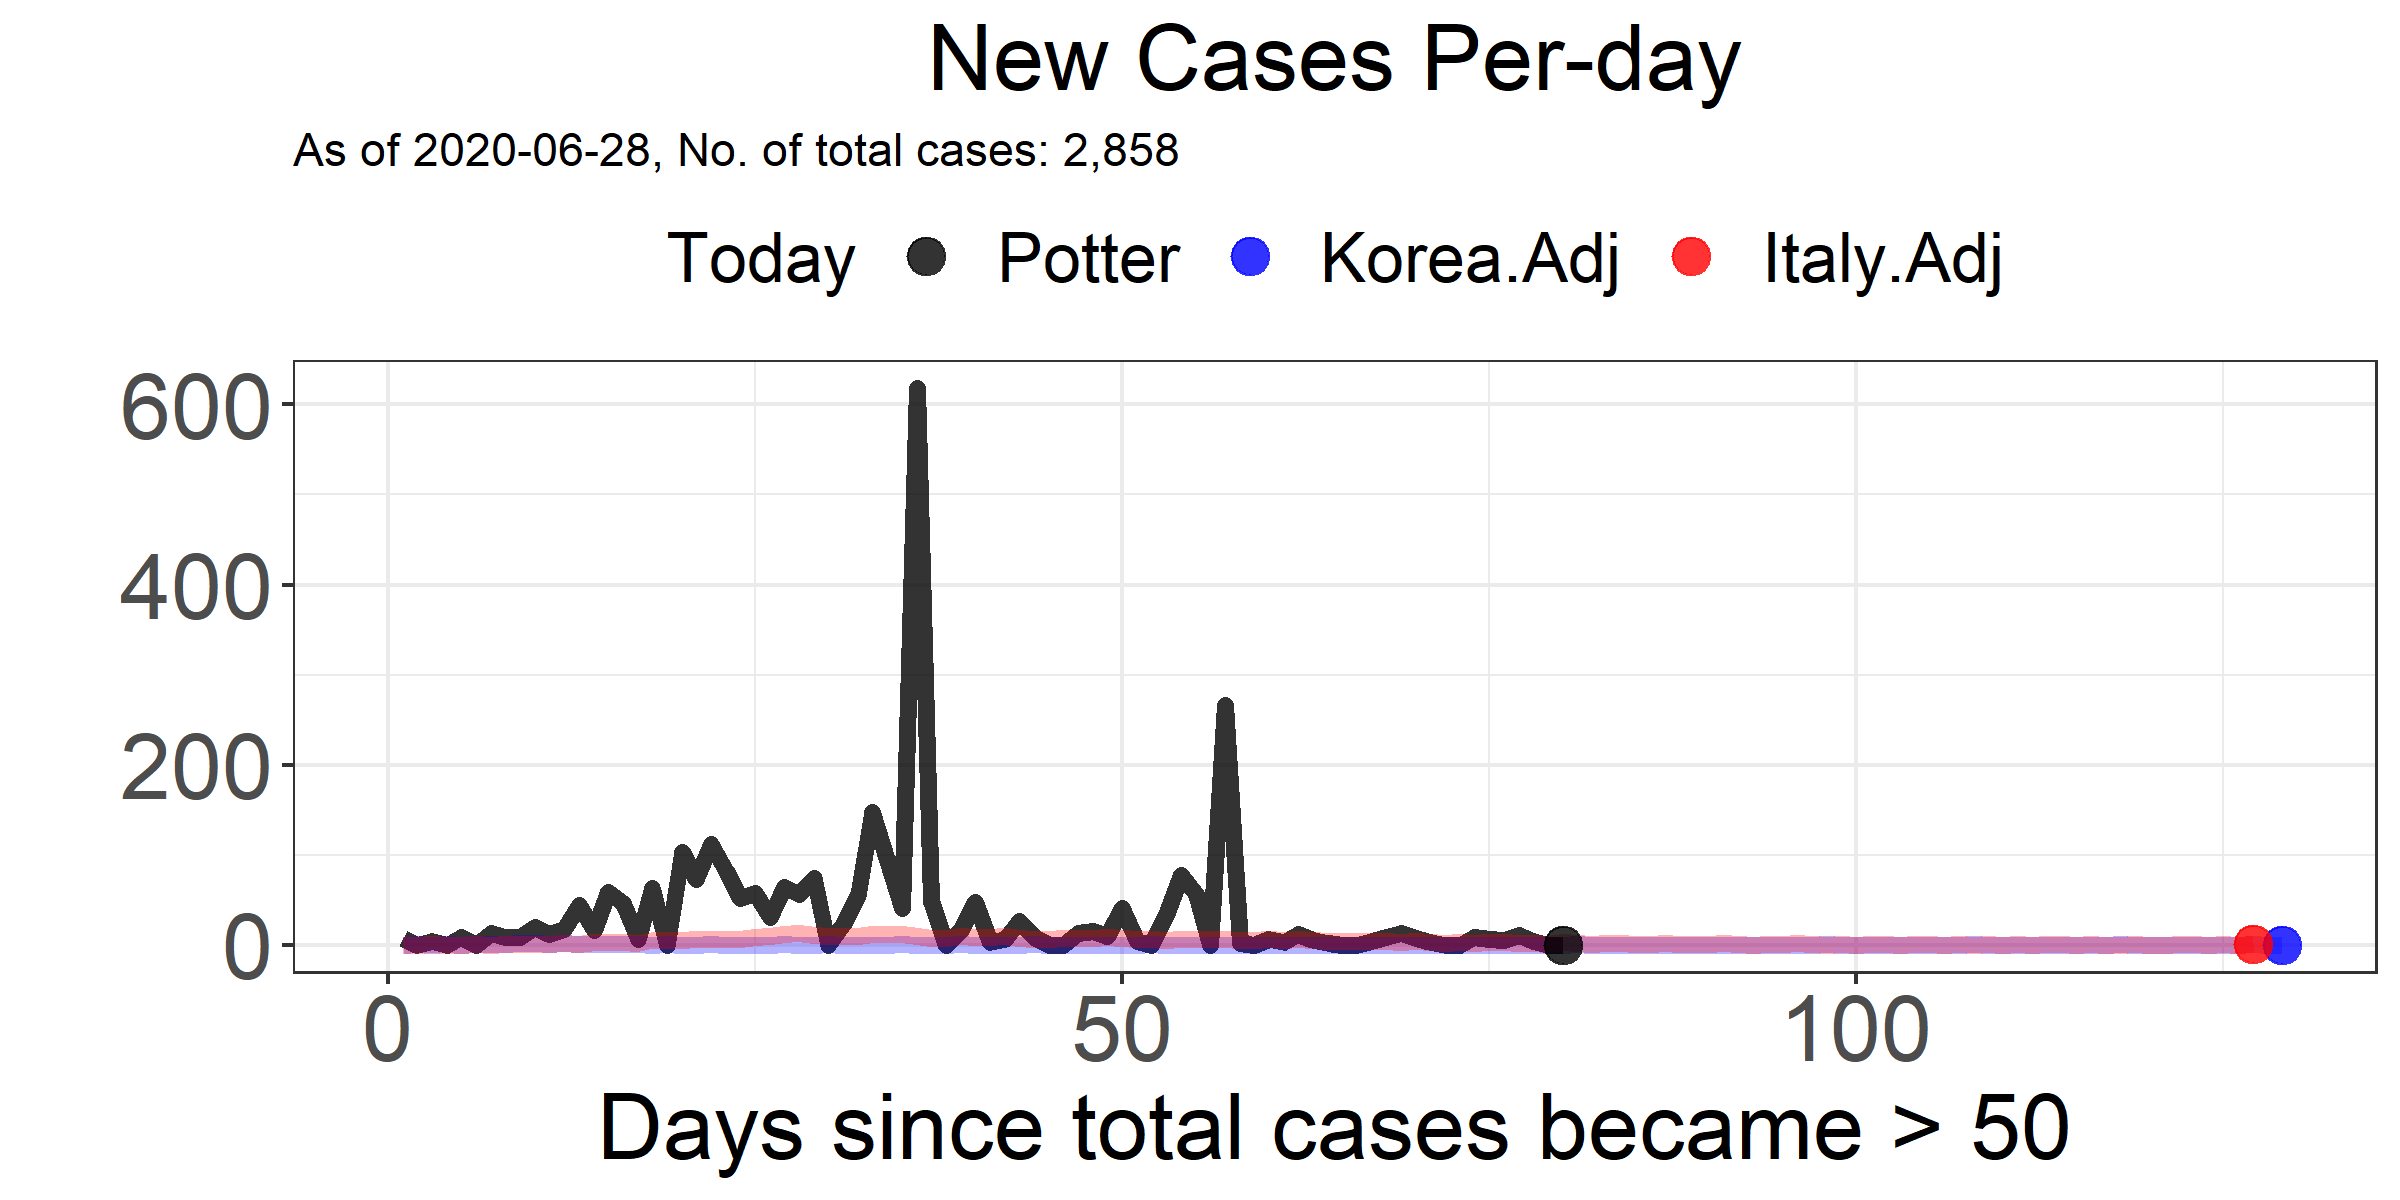 New Cases Per-day
As of 2020-06-28, No. of total cases: 2,858
Today Potter Korea.Adj Italy.Adj
600
400
200
0
0 50 100
Days since total cases became > 50